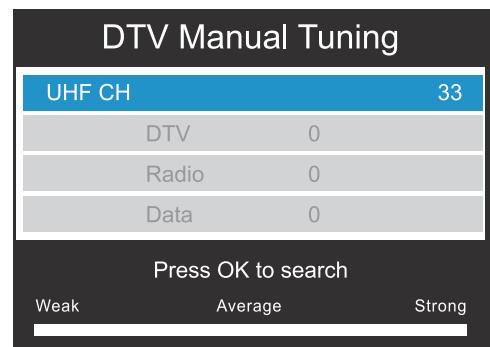 DTV Manual Tuning
UHF CH 33
DTV 0
Radio 0
Data 0
Press OK to search
Weak Average Strong